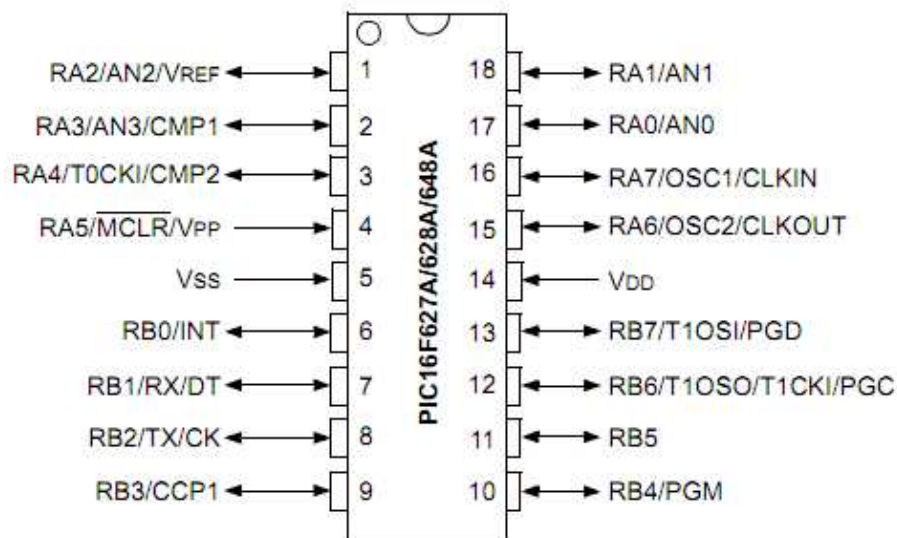 RA2/AN2/VREF 1 18 RA1/AN1
RA3/AN3/CMP1 2 17 RA0/AN0
RA4/T0CKI/CMP2 3 16 RA7/OSC1/CLKIN
RA5/MCLR/VPP 4 15 RA6/OSC2/CLKOUT
VSS 5 14 VDD
RB0/INT 6 13 RB7/T1OSI/PGD
RB1/RX/DT 7 12 RB6/T1OSO/T1CKI/PGC
RB2/TX/CK 8 11 RB5
RB3/CCP1 9 10 RB4/PGM
PIC16F627A/628A/648A